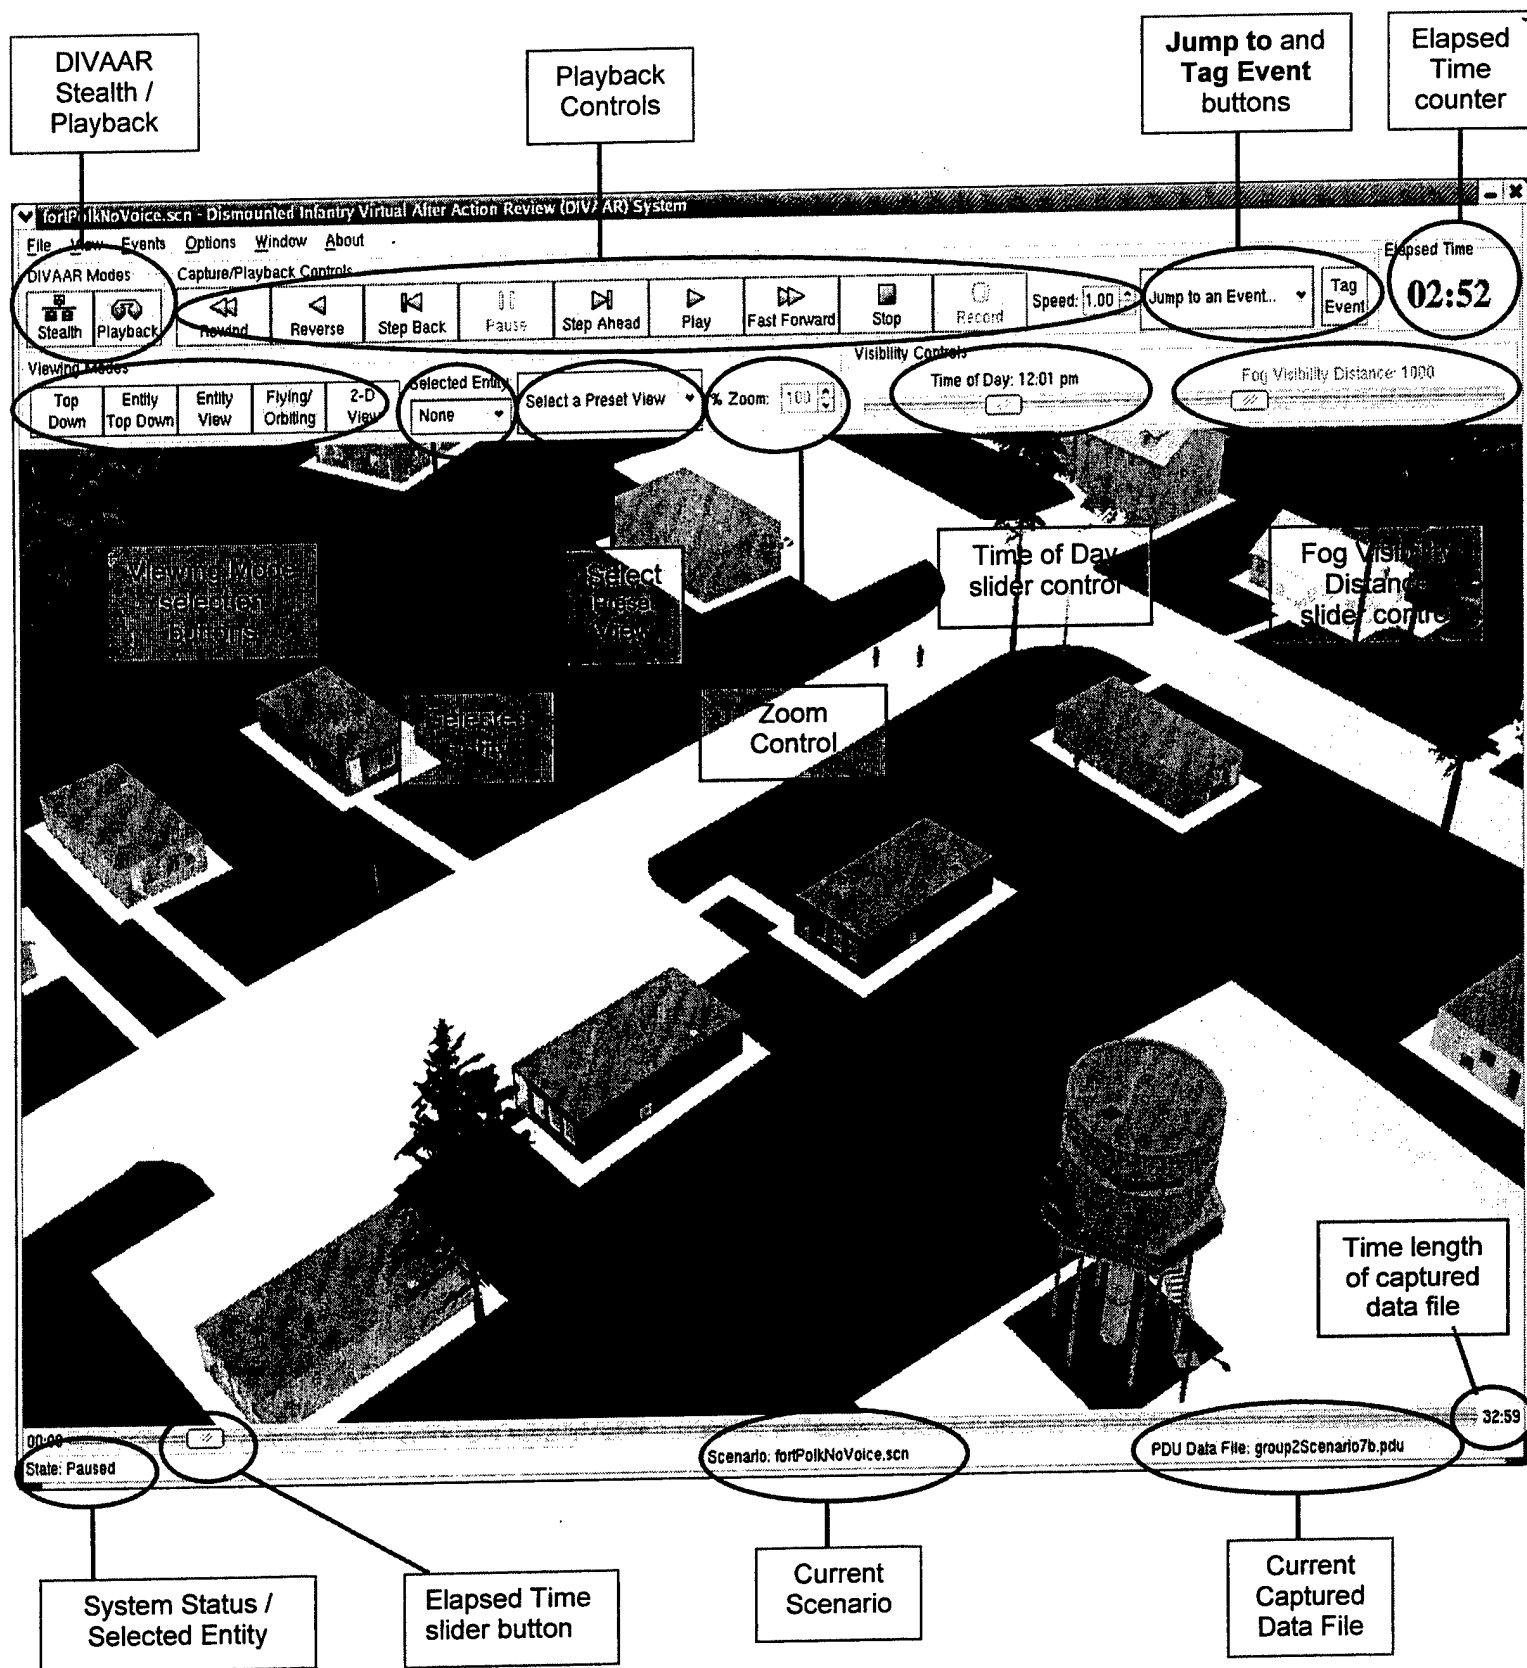 DIVAAR
Stealth /
Playback
Playback
Controls
Jump to and
Tag Event
buttons
Elapsed
Time
counter
fortPolkNoVoice.scn - Dismounted Infantry Virtual After Action Review (DIVAAR) System
File View Events Options Window About
DIVAAR Modes
Capture/Playback Controls
Elapsed Time
Stealth
Playback
Rewind
Reverse
Step Back
Pause
Step Ahead
Play
Fast Forward
Stop
Record
Speed: 1.00
Jump to an Event...
Tag
Event
02:52
Viewing Modes
Top
Down
Entity
Top Down
Entity
View
Flying/
Orbiting
2-D
View
Selected Entity
None
Select a Preset View
% Zoom: 100
Visibility Controls
Time of Day: 12:01 pm
Fog Visibility Distance: 1000
Viewing Mode
selection
buttons
Select
Preset
View
Time of Day
slider control
Fog Visibility
Distance
slider control
Selected
Entity
Zoom
Control
Time length
of captured
data file
00:00
32:59
State: Paused
Scenario: fortPolkNoVoice.scn
PDU Data File: group2Scenario7b.pdu
System Status /
Selected Entity
Elapsed Time
slider button
Current
Scenario
Current
Captured
Data File